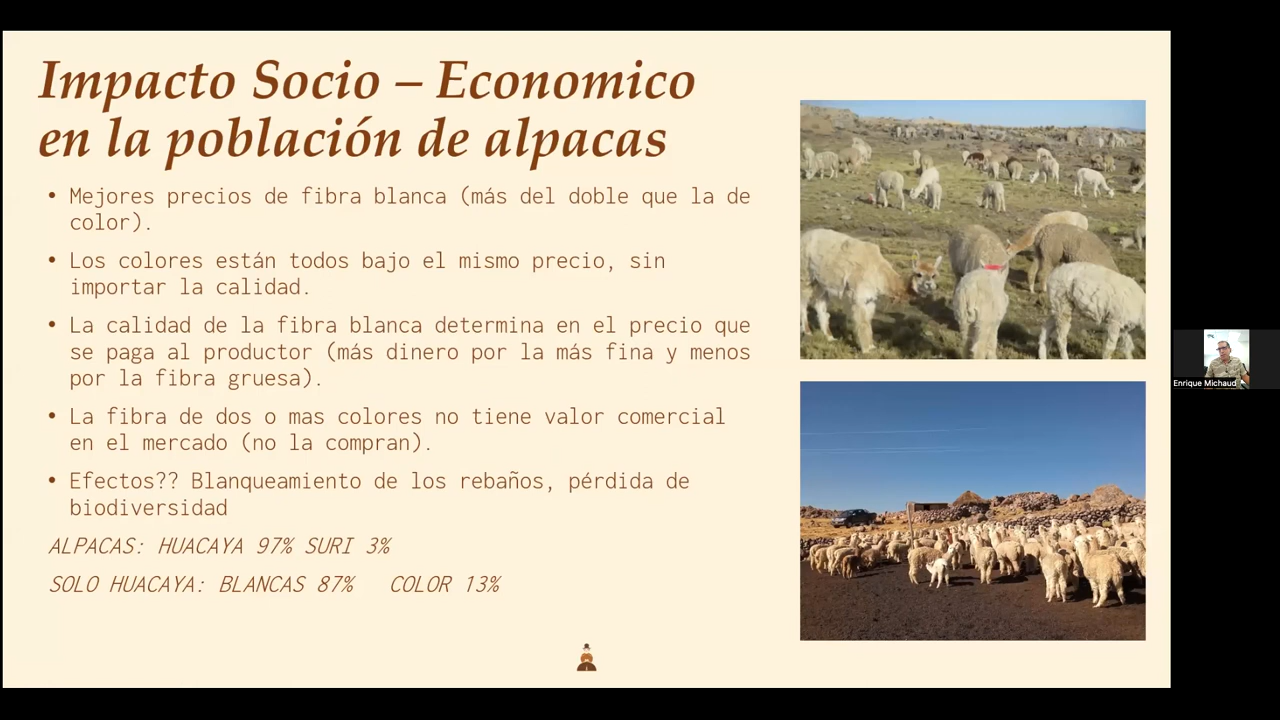 Impacto Socio – Economico
en la población de alpacas
• Mejores precios de fibra blanca (más del doble que la de
color).
• Los colores están todos bajo el mismo precio, sin
importar la calidad.
• La calidad de la fibra blanca determina en el precio que
se paga al productor (más dinero por la más fina y menos
por la fibra gruesa).
• La fibra de dos o mas colores no tiene valor comercial
en el mercado (no la compran).
• Efectos?? Blanqueamiento de los rebaños, pérdida de
biodiversidad
ALPACAS: HUACAYA 97% SURI 3%
SOLO HUACAYA: BLANCAS 87% COLOR 13%
Enrique Michaud